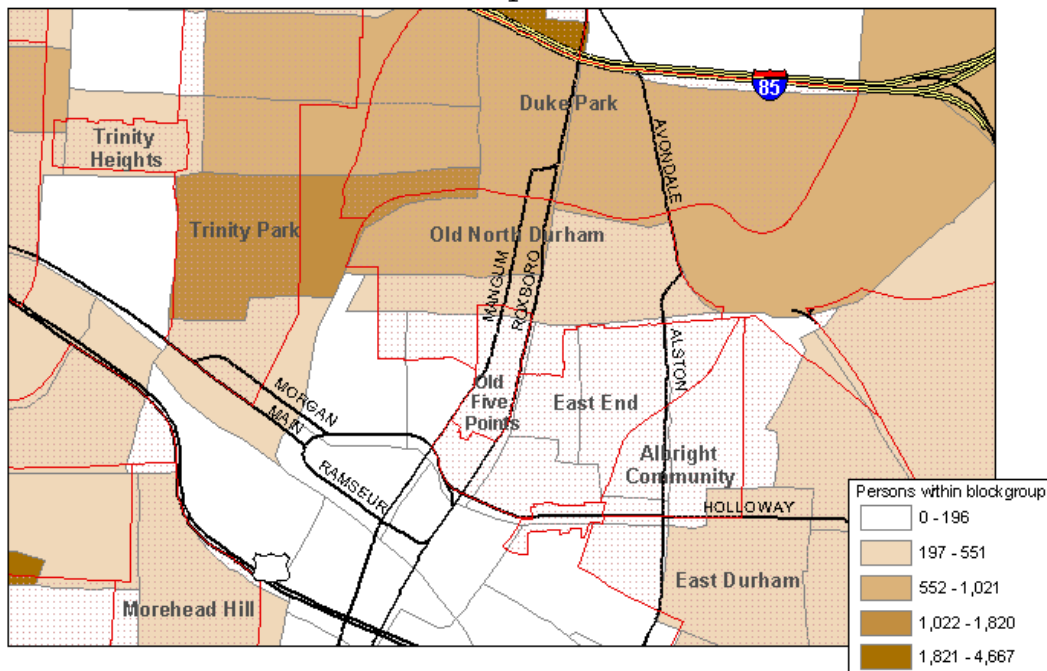 85
Duke Park
AVONDALE
Trinity
Heights
Trinity Park
Old North Durham
MANGUM
ROXBORO
ALSTON
MORGAN
MAIN
Old
Five
Points
East End
Albright
Community
RAMSEUR
HOLLOWAY
East Durham
Morehead Hill
Persons within blockgroup
0 - 196
197 - 551
552 - 1,021
1,022 - 1,820
1,821 - 4,667